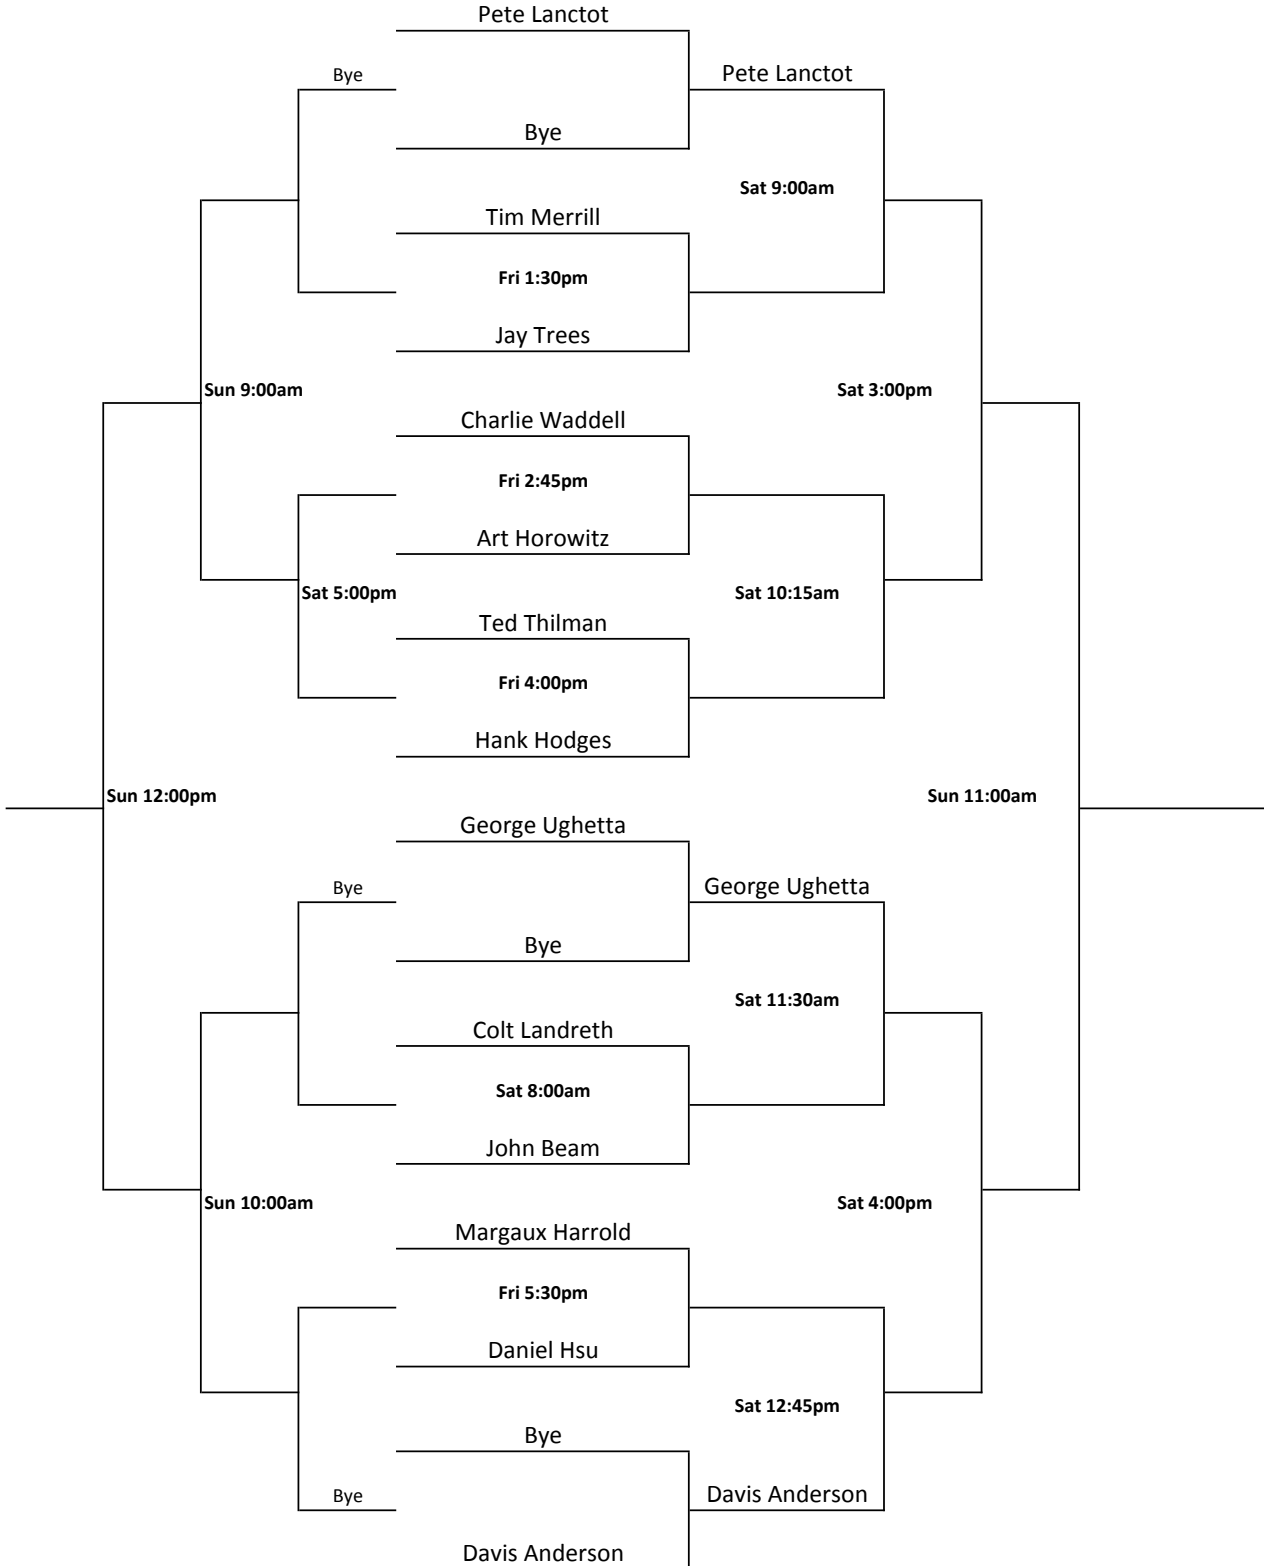 Pete Lanctot
Bye
Pete Lanctot
Bye
Sat 9:00am
Tim Merrill
Fri 1:30pm
Jay Trees
Sun 9:00am
Sat 3:00pm
Charlie Waddell
Fri 2:45pm
Art Horowitz
Sat 5:00pm
Sat 10:15am
Ted Thilman
Fri 4:00pm
Hank Hodges
Sun 12:00pm
Sun 11:00am
George Ughetta
Bye
George Ughetta
Bye
Sat 11:30am
Colt Landreth
Sat 8:00am
John Beam
Sun 10:00am
Sat 4:00pm
Margaux Harrold
Fri 5:30pm
Daniel Hsu
Sat 12:45pm
Bye
Bye
Davis Anderson
Davis Anderson